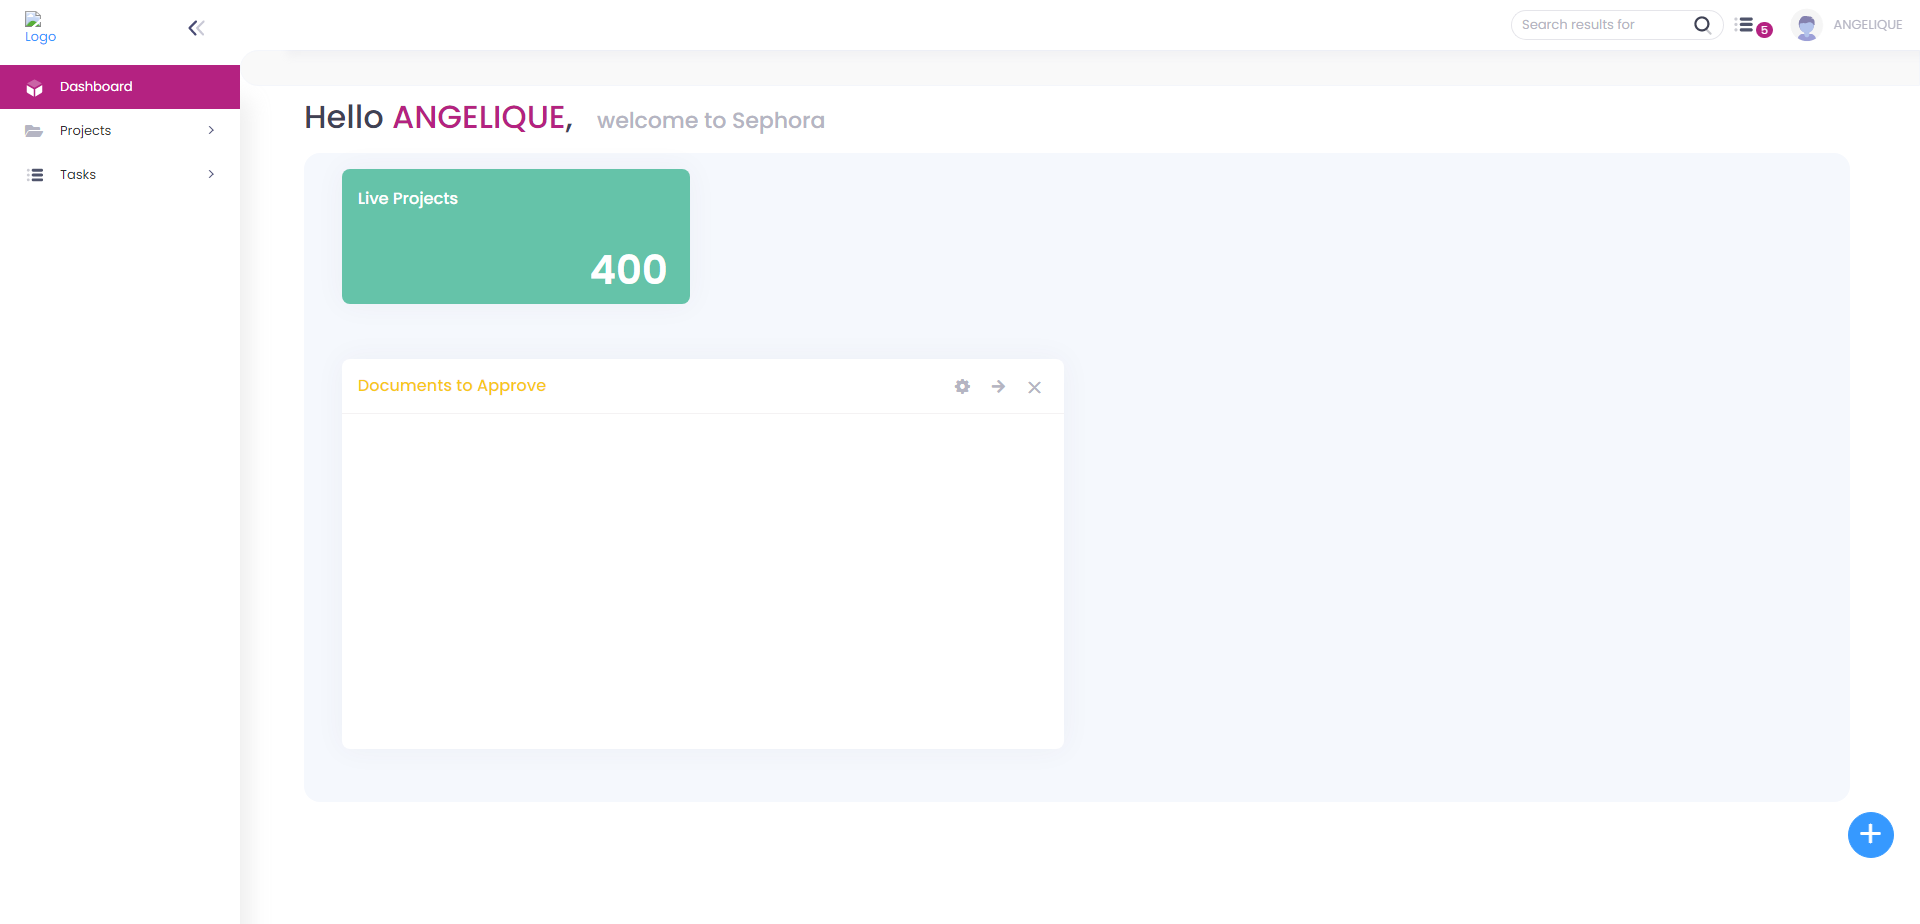 Logo
Search results for
5
ANGELIQUE
Dashboard
Projects
Tasks
Hello ANGELIQUE, welcome to Sephora
Live Projects
400
Documents to Approve